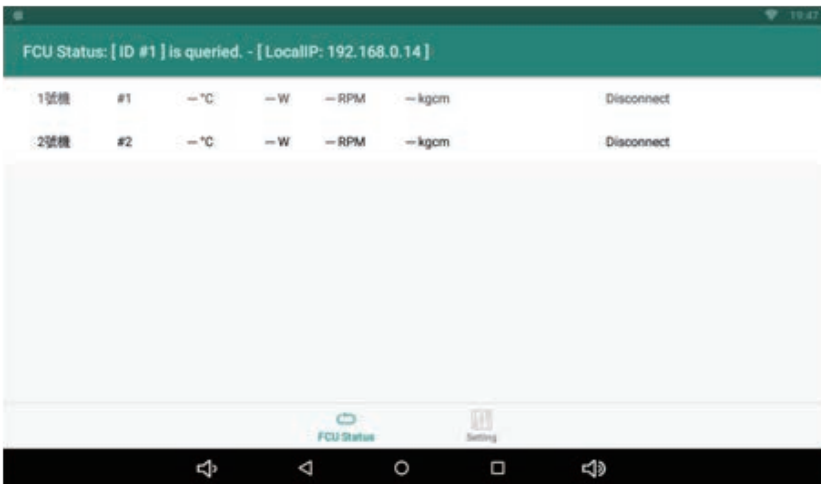 19:47
FCU Status: [ ID #1 ] is queried. - [ LocalIP: 192.168.0.14 ]
1號機 #1 -- °C -- W -- RPM -- kgcm Disconnect
2號機 #2 -- °C -- W -- RPM -- kgcm Disconnect
FCU Status Setting